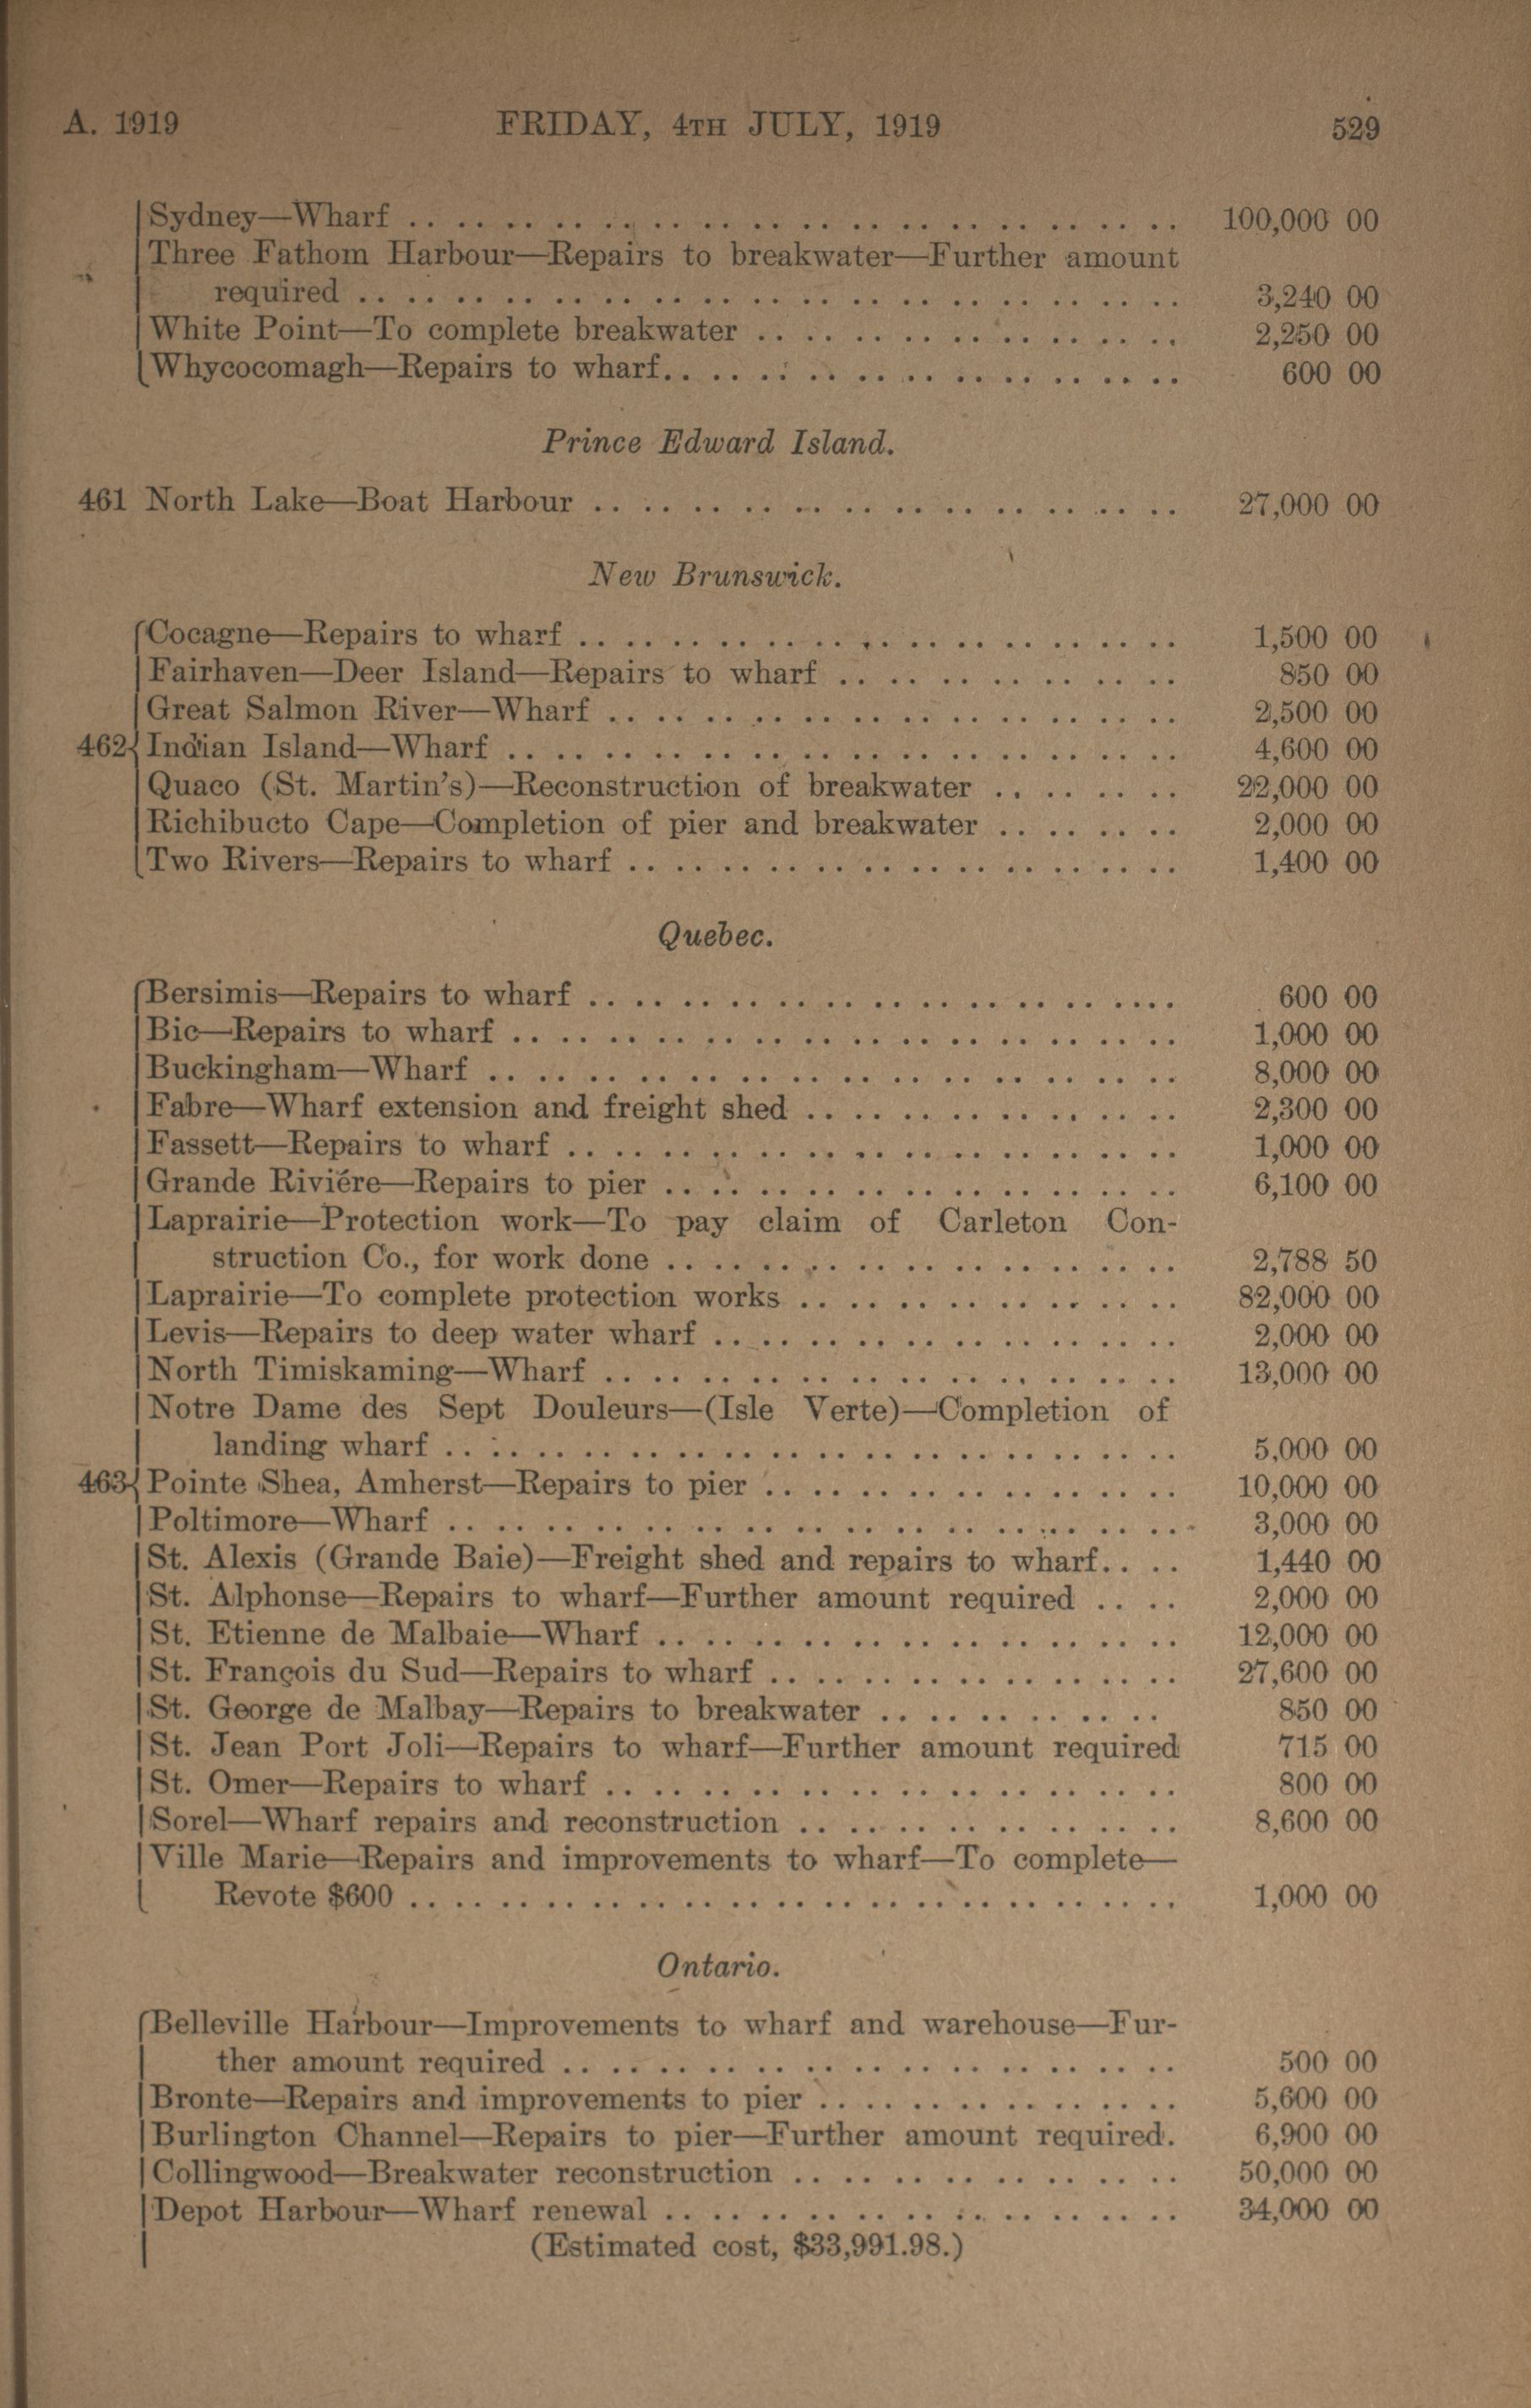 A. 1919 FRIDAY, 4TH JULY, 1919 529
Sydney—Wharf .. .. .. .. .. .. .. .. .. .. .. .. .. .. .. .. 100,000 00
Three Fathom Harbour—Repairs to breakwater—Further amount
required .. .. .. .. .. .. .. .. .. .. .. .. .. .. .. .. .. 3,240 00
White Point—To complete breakwater .. .. .. .. .. .. .. .. .. 2,250 00
Whycocomagh—Repairs to wharf.. .. .. .. .. .. .. .. .. .. .. 600 00
Prince Edward Island.
461 North Lake—Boat Harbour .. .. .. .. .. .. .. .. .. .. .. .. 27,000 00
New Brunswick.
Cocagne—Repairs to wharf .. .. .. .. .. .. .. .. .. .. .. .. .. 1,500 00
Fairhaven—Deer Island—Repairs to wharf .. .. .. .. .. .. .. 850 00
Great Salmon River—Wharf .. .. .. .. .. .. .. .. .. .. .. .. 2,500 00
462 Indian Island—Wharf .. .. .. .. .. .. .. .. .. .. .. .. .. .. 4,600 00
Quaco (St. Martin's)—Reconstruction of breakwater .. .. .. .. 22,000 00
Richibucto Cape—Completion of pier and breakwater .. .. .. .. 2,000 00
Two Rivers—Repairs to wharf .. .. .. .. .. .. .. .. .. .. .. .. 1,400 00
Quebec.
Bersimis—Repairs to wharf .. .. .. .. .. .. .. .. .. .. .. .... 600 00
Bic—Repairs to wharf .. .. .. .. .. .. .. .. .. .. .. .. .. .. 1,000 00
Buckingham—Wharf .. .. .. .. .. .. .. .. .. .. .. .. .. .. 8,000 00
Fabre—Wharf extension and freight shed .. .. .. .. .. .. .. .. 2,300 00
Fassett—Repairs to wharf .. .. .. .. .. .. .. .. .. .. .. .. .. 1,000 00
Grande Riviére—Repairs to pier .. .. .. .. .. .. .. .. .. .. .. 6,100 00
Laprairie—Protection work—To pay claim of Carleton Con-
struction Co., for work done .. .. .. .. .. .. .. .. .. .. .. 2,788 50
Laprairie—To complete protection works .. .. .. .. .. .. .. .. 82,000 00
Levis—Repairs to deep water wharf .. .. .. .. .. .. .. .. .. .. 2,000 00
North Timiskaming—Wharf .. .. .. .. .. .. .. .. .. .. .. .. 13,000 00
Notre Dame des Sept Douleurs—(Isle Verte)—Completion of
landing wharf .. .. .. .. .. .. .. .. .. .. .. .. .. .. .. 5,000 00
463 Pointe Shea, Amherst—Repairs to pier .. .. .. .. .. .. .. .. .. 10,000 00
Poltimore—Wharf .. .. .. .. .. .. .. .. .. .. .. .. .. .. .. 3,000 00
St. Alexis (Grande Baie)—Freight shed and repairs to wharf.. .. 1,440 00
St. Alphonse—Repairs to wharf—Further amount required .. .. 2,000 00
St. Etienne de Malbaie—Wharf .. .. .. .. .. .. .. .. .. .. .. 12,000 00
St. François du Sud—Repairs to wharf .. .. .. .. .. .. .. .. .. 27,600 00
St. George de Malbay—Repairs to breakwater .. .. .. .. .. .. 850 00
St. Jean Port Joli—Repairs to wharf—Further amount required 715 00
St. Omer—Repairs to wharf .. .. .. .. .. .. .. .. .. .. .. .. 800 00
Sorel—Wharf repairs and reconstruction .. .. .. .. .. .. .. .. 8,600 00
Ville Marie—Repairs and improvements to wharf—To complete—
Revote $600 .. .. .. .. .. .. .. .. .. .. .. .. .. .. .. .. 1,000 00
Ontario.
Belleville Harbour—Improvements to wharf and warehouse—Fur-
ther amount required .. .. .. .. .. .. .. .. .. .. .. .. .. 500 00
Bronte—Repairs and improvements to pier .. .. .. .. .. .. .. .. 5,600 00
Burlington Channel—Repairs to pier—Further amount required. 6,900 00
Collingwood—Breakwater reconstruction .. .. .. .. .. .. .. .. 50,000 00
Depot Harbour—Wharf renewal .. .. .. .. .. .. .. .. .. .. .. 34,000 00
(Estimated cost, $33,991.98.)